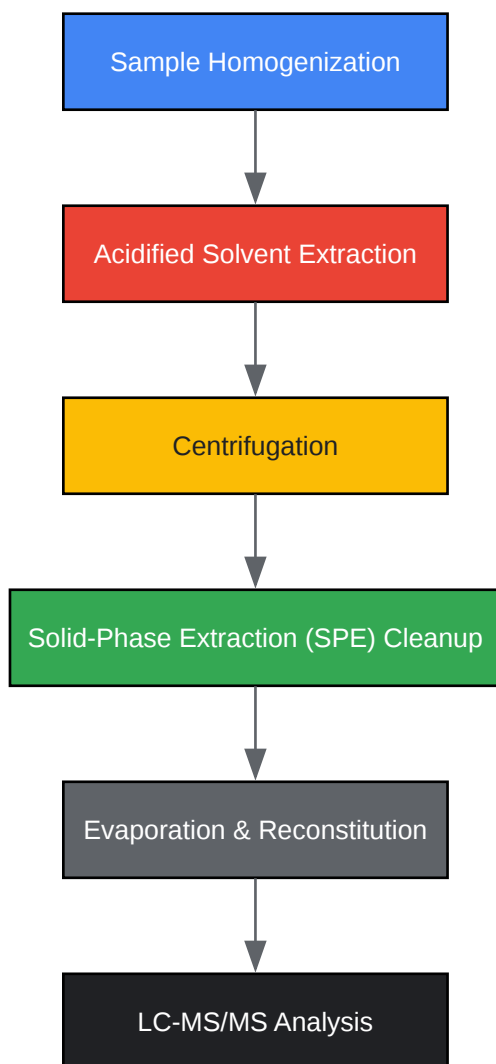 Sample Homogenization
Acidified Solvent Extraction
Centrifugation
Solid-Phase Extraction (SPE) Cleanup
Evaporation & Reconstitution
LC-MS/MS Analysis